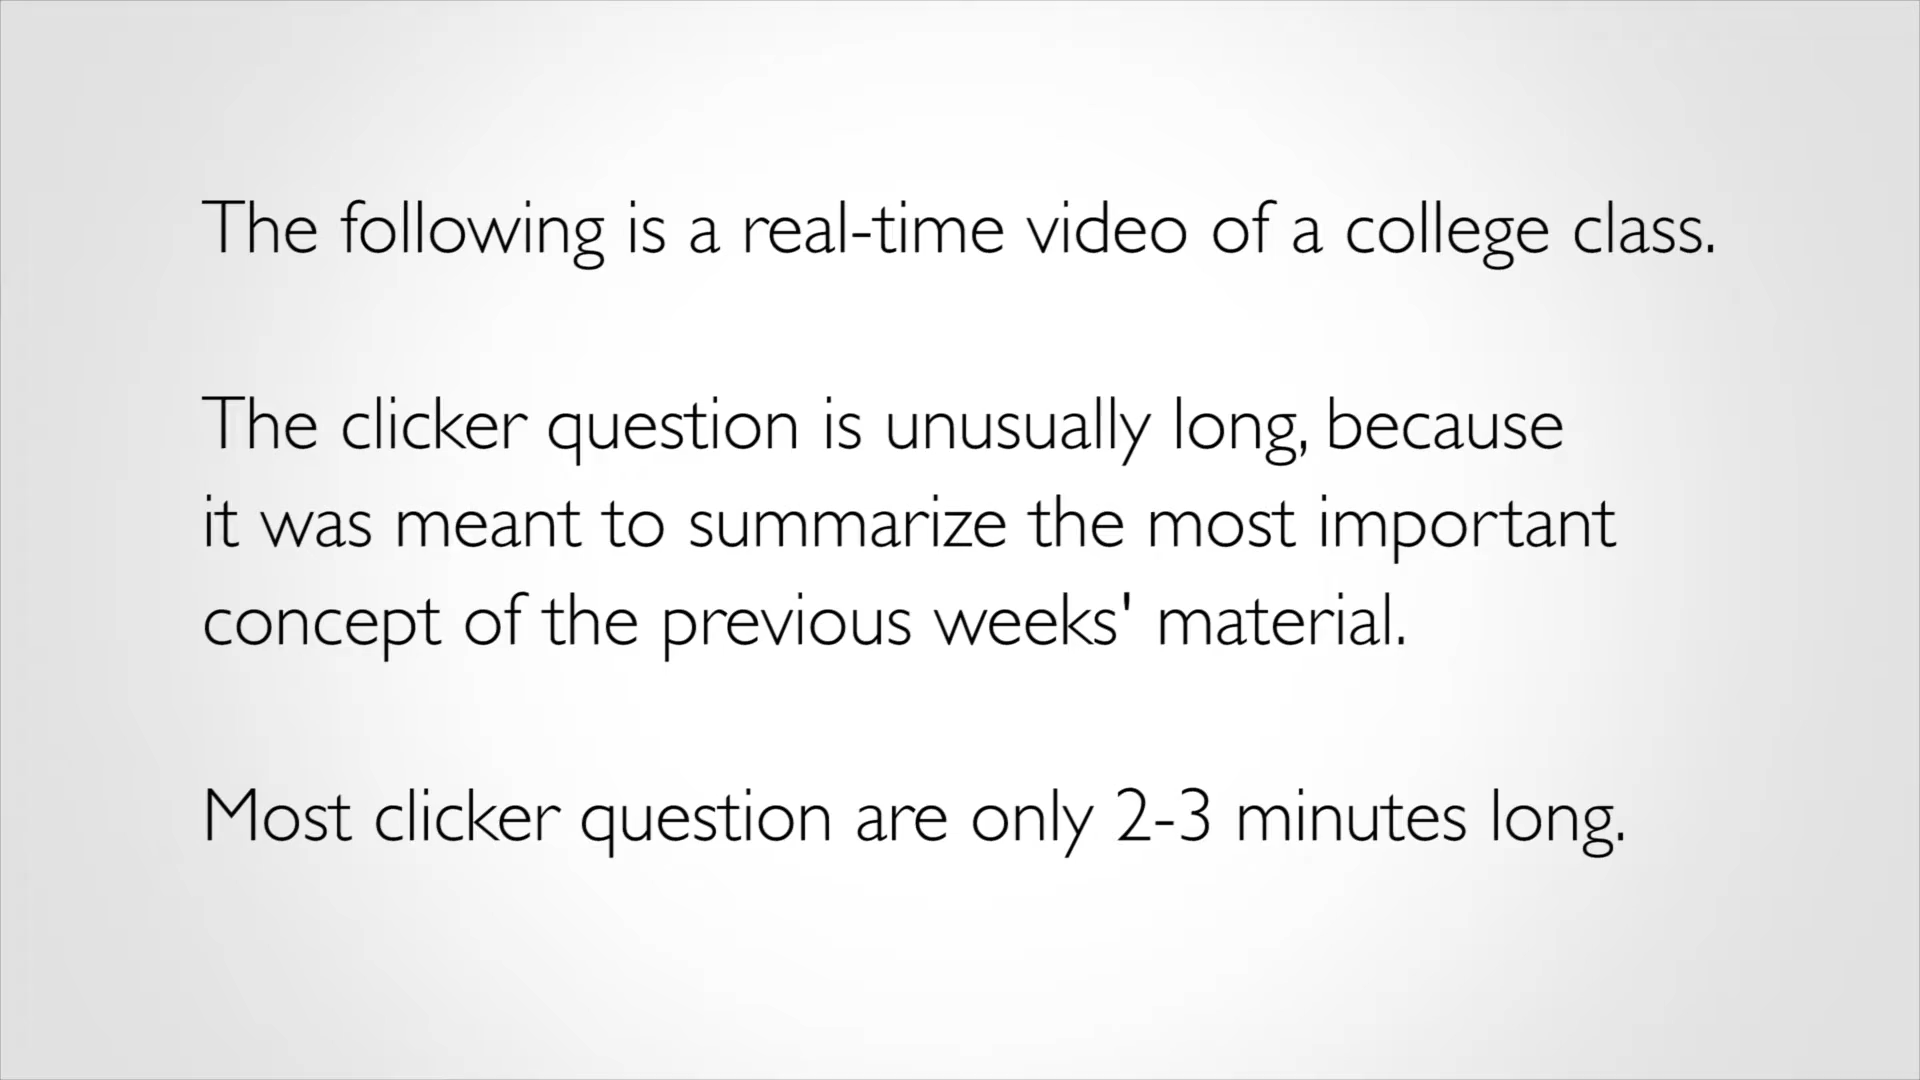 The following is a real-time video of a college class.
The clicker question is unusually long, because
it was meant to summarize the most important
concept of the previous weeks' material.
Most clicker question are only 2-3 minutes long.